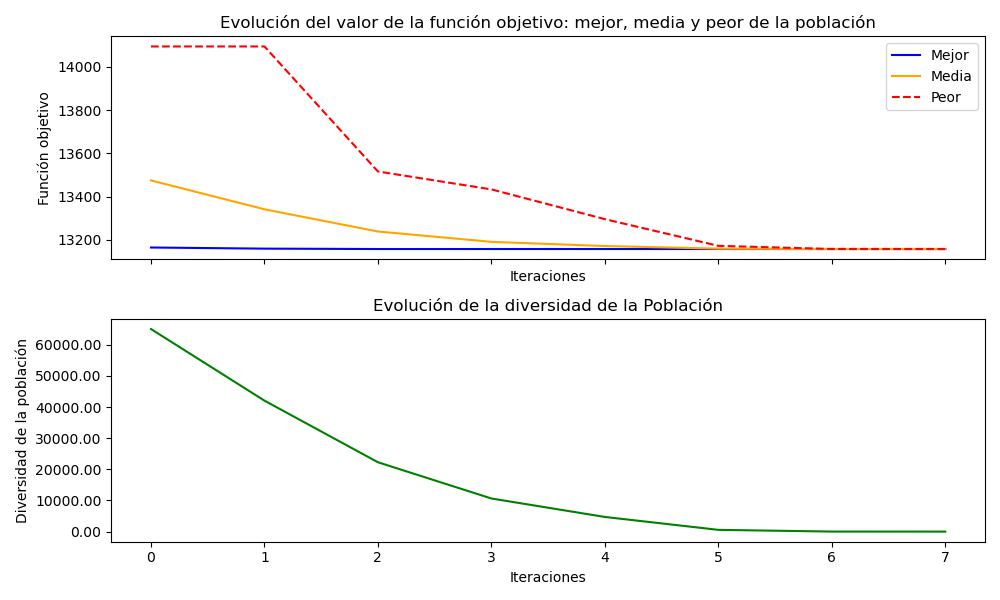 Evolución del valor de la función objetivo: mejor, media y peor de la población
Función objetivo
14000
13800
13600
13400
13200
Mejor
Media
Peor
Iteraciones
Evolución de la diversidad de la Población
Diversidad de la población
60000.00
50000.00
40000.00
30000.00
20000.00
10000.00
0.00
0 1 2 3 4 5 6 7
Iteraciones